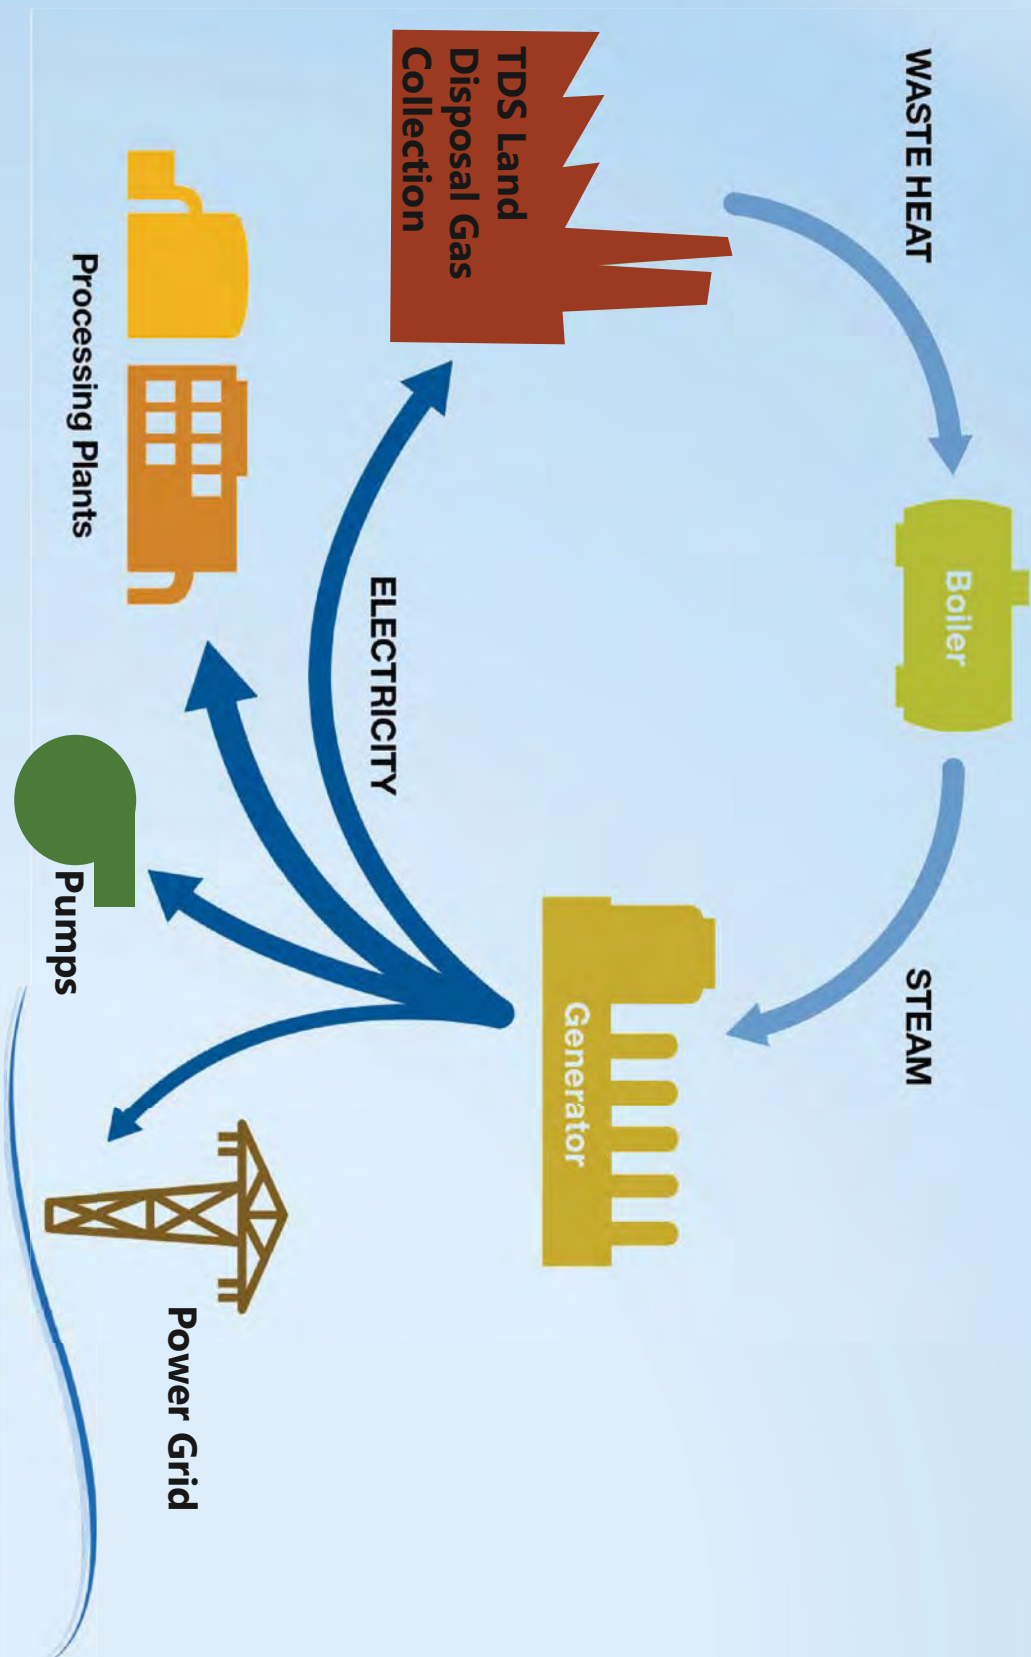 WASTE HEAT
Boiler
STEAM
TDS Land
Disposal Gas
Collection
Generator
ELECTRICITY
Processing Plants
Pumps
Power Grid